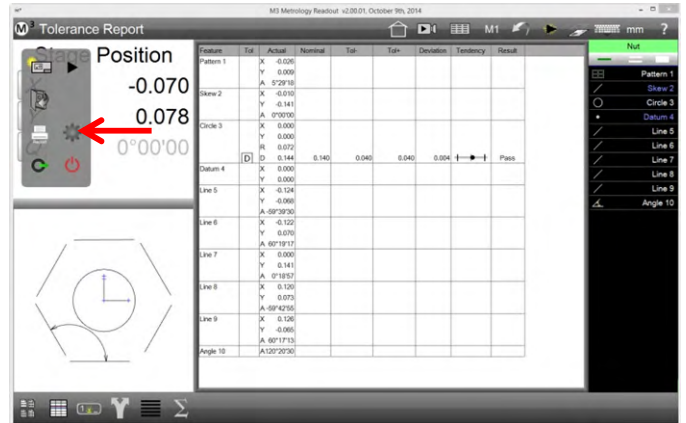 M3 Metrology Readout v2.00.01, October 9th, 2014
M³ Tolerance Report
M1
mm
?
Stage Position
-0.070
0.078
0°00'00
Feature Tol Actual Nominal Tol- Tol+ Deviation Tendency Result
Pattern 1 X -0.026
Y 0.009
A 5°29'18
Skew 2 X -0.010
Y -0.141
A 0°00'00
Circle 3 X 0.000
Y 0.000
R 0.072
D D 0.144 0.140 0.040 0.040 0.004 Pass
Datum 4 X 0.000
Y 0.000
Line 5 X -0.124
Y -0.068
A -59°39'30
Line 6 X -0.122
Y 0.070
A 60°19'17
Line 7 X 0.000
Y 0.141
A 0°18'57
Line 8 X 0.120
Y 0.073
A -59°42'55
Line 9 X 0.126
Y -0.065
A 60°17'13
Angle 10 A 120°20'30
Nut
Pattern 1
Skew 2
Circle 3
Datum 4
Line 5
Line 6
Line 7
Line 8
Line 9
Angle 10